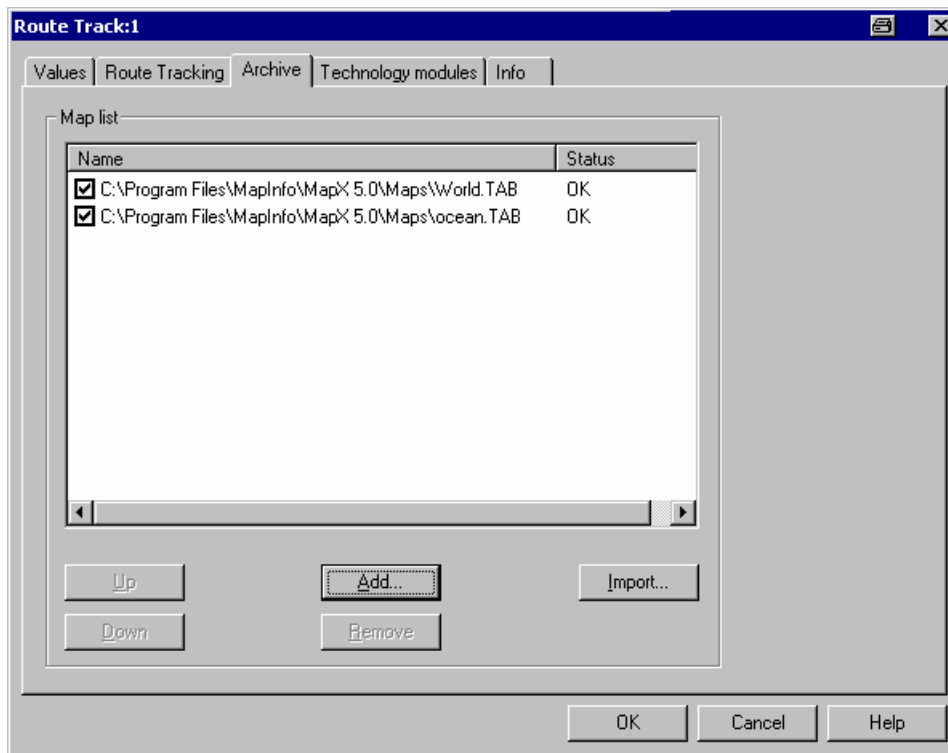 Route Track:1
Values Route Tracking Archive Technology modules Info
Map list
Name Status
C:\Program Files\MapInfo\MapX 5.0\Maps\World.TAB OK
C:\Program Files\MapInfo\MapX 5.0\Maps\ocean.TAB OK
Up Add... Import...
Down Remove
OK Cancel Help